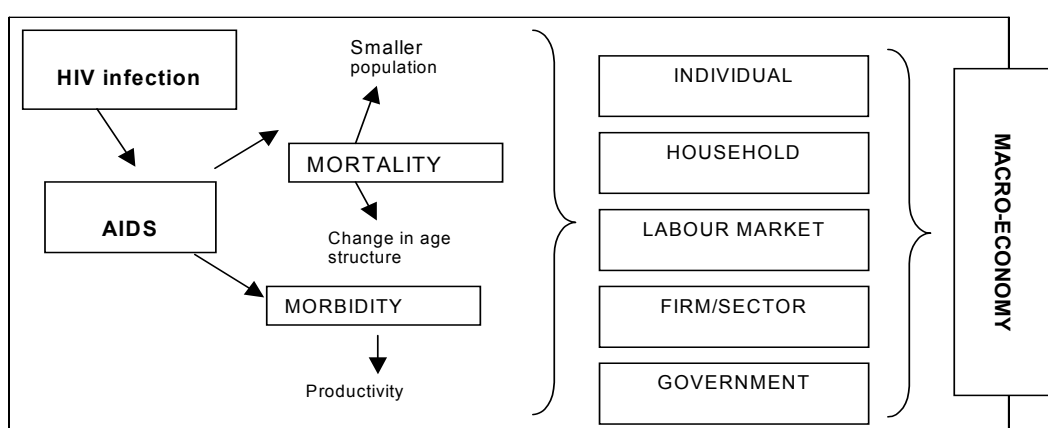 HIV infection
AIDS
Smaller
population
MORTALITY
Change in age
structure
MORBIDITY
Productivity
INDIVIDUAL
HOUSEHOLD
LABOUR MARKET
FIRM/SECTOR
GOVERNMENT
MACRO-ECONOMY